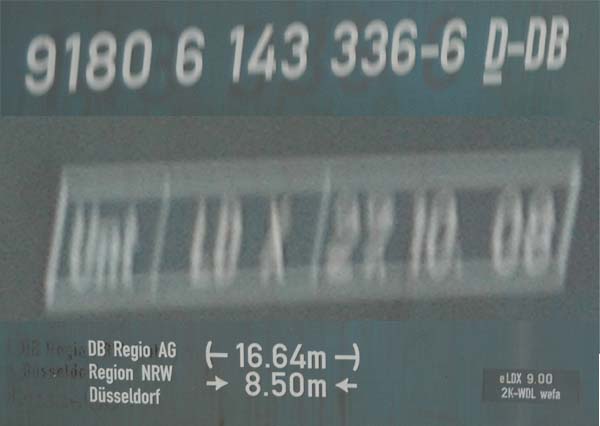 9180 6 143 336-6 D-DB
Unt LD X 10. 08
DB Regio AG
Region NRW
Düsseldorf
(- 16.64m -)
→ 8.50m ←
eLDX 9.00
2K-WDL wefa